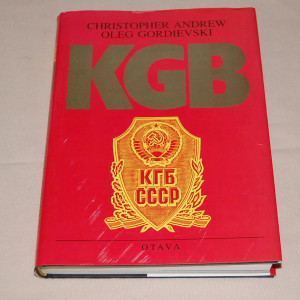 CHRISTOPHER ANDREW
OLEG GORDIEVSKI
KGB
КГБ
СССР
OTAVA